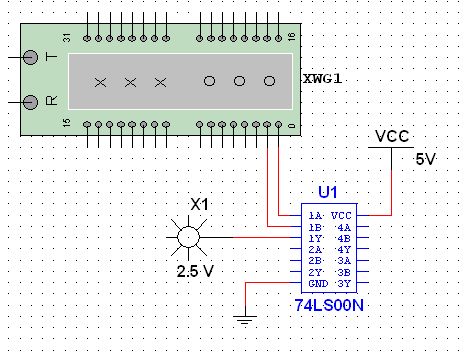 31
16
T
X X X O O O
XWG1
R
15
0
VCC
5V
X1
U1
2.5 V
1A VCC
1B 4A
1Y 4B
2A 4Y
2B 3A
2Y 3B
GND 3Y
74LS00N